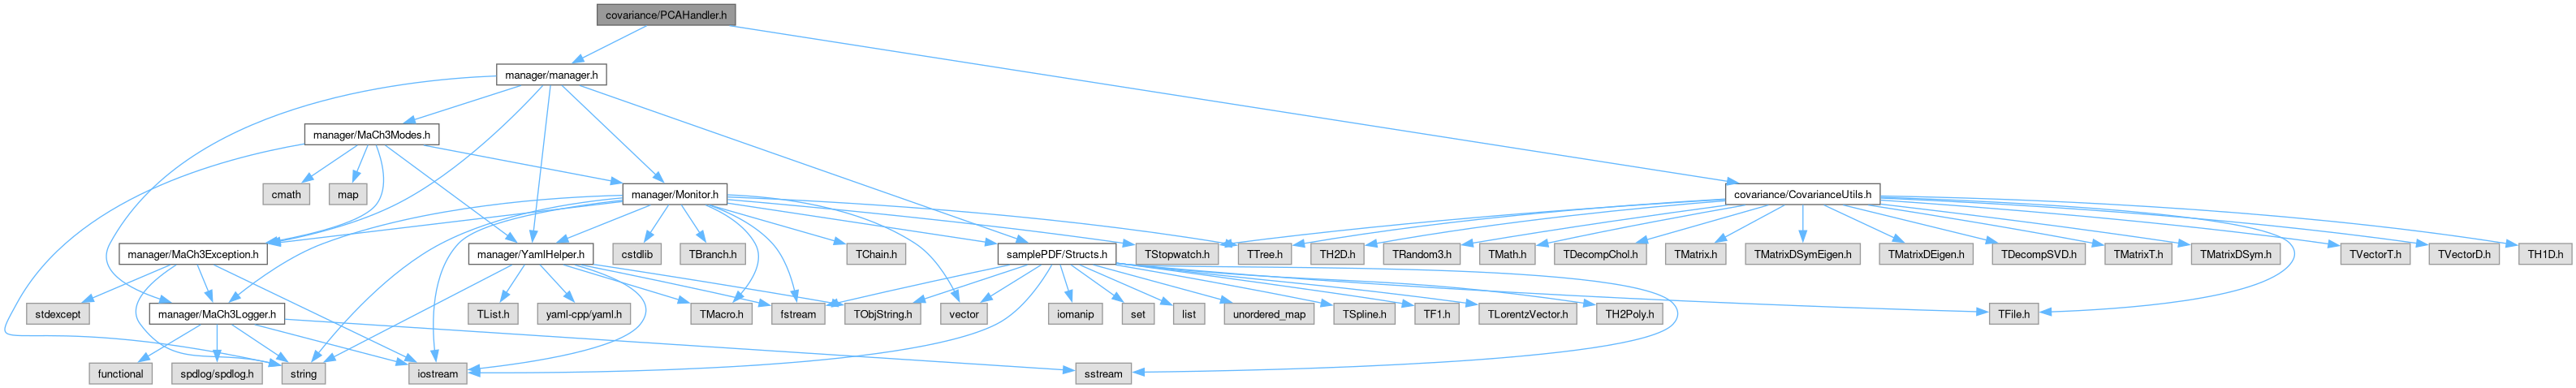 covariance/PCAHandler.h
manager/manager.h
manager/MaCh3Modes.h
cmath
map
manager/Monitor.h
covariance/CovarianceUtils.h
manager/MaCh3Exception.h
manager/YamlHelper.h
cstdlib
TBranch.h
TChain.h
samplePDF/Structs.h
TStopwatch.h
TTree.h
TH2D.h
TRandom3.h
TMath.h
TDecompChol.h
TMatrix.h
TMatrixDSymEigen.h
TMatrixDEigen.h
TDecompSVD.h
TMatrixT.h
TMatrixDSym.h
TVectorT.h
TVectorD.h
TH1D.h
stdexcept
manager/MaCh3Logger.h
TList.h
yaml-cpp/yaml.h
TMacro.h
fstream
TObjString.h
vector
iomanip
set
list
unordered_map
TSpline.h
TF1.h
TLorentzVector.h
TH2Poly.h
TFile.h
functional
spdlog/spdlog.h
string
iostream
sstream